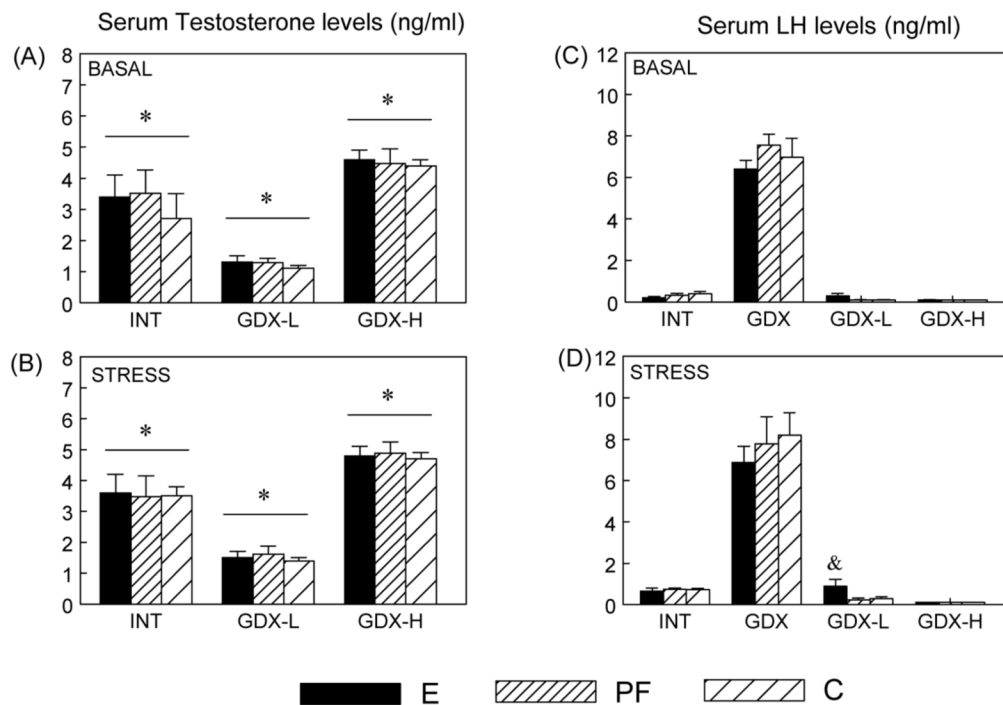 Serum Testosterone levels (ng/ml)
Serum LH levels (ng/ml)
(A)
BASAL
8
7
6
5
4
3
2
1
0
*
*
*
INT
GDX-L
GDX-H
(C)
BASAL
12
10
8
6
4
2
0
INT
GDX
GDX-L
GDX-H
(B)
STRESS
8
7
6
5
4
3
2
1
0
*
*
*
INT
GDX-L
GDX-H
(D)
STRESS
12
10
8
6
4
2
0
&
INT
GDX
GDX-L
GDX-H
E
PF
C